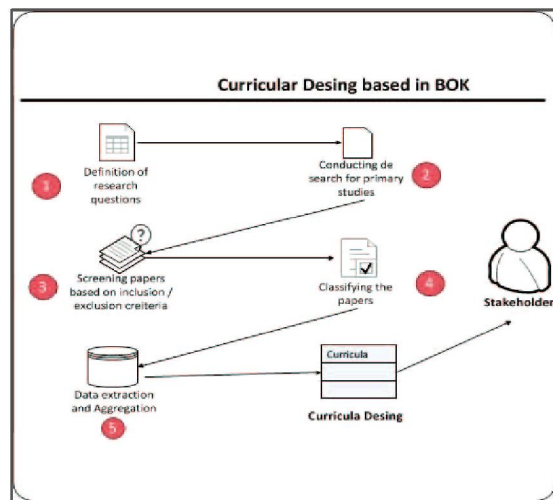 Curricular Desing based in BOK
1
Definition of
research
questions
Conducting de
search for primary
studies
2
?
3
Screening papers
based on inclusion /
exclusion creiteria
Classifying the
papers
4
Stakeholder
Data extraction
and Aggregation
5
Curricula
Curricula Desing